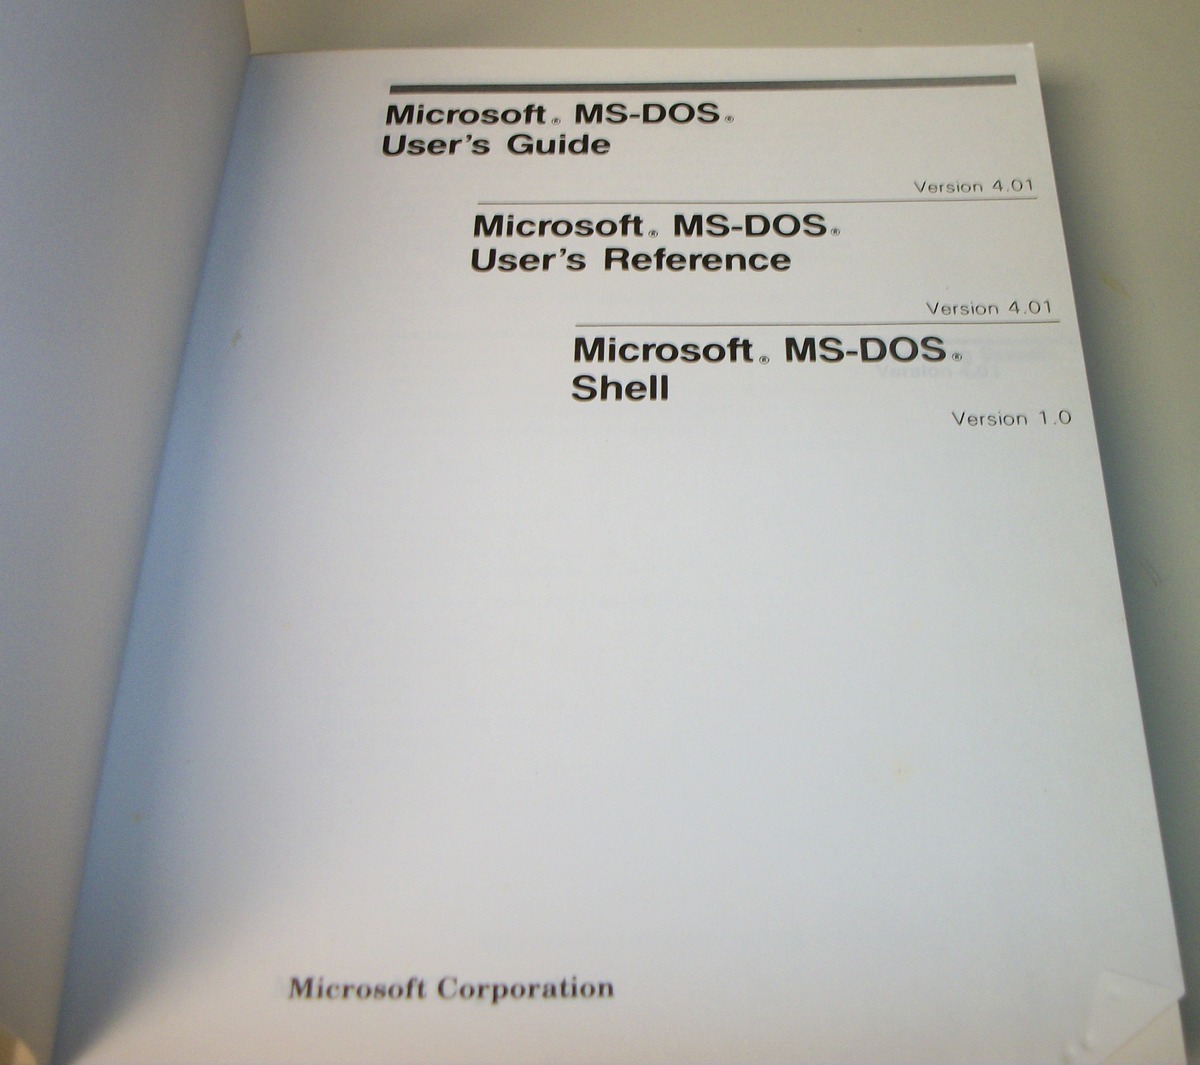 Microsoft® MS-DOS®
User's Guide
Version 4.01
Microsoft® MS-DOS®
User's Reference
Version 4.01
Microsoft® MS-DOS®
Shell
Version 1.0
Microsoft Corporation